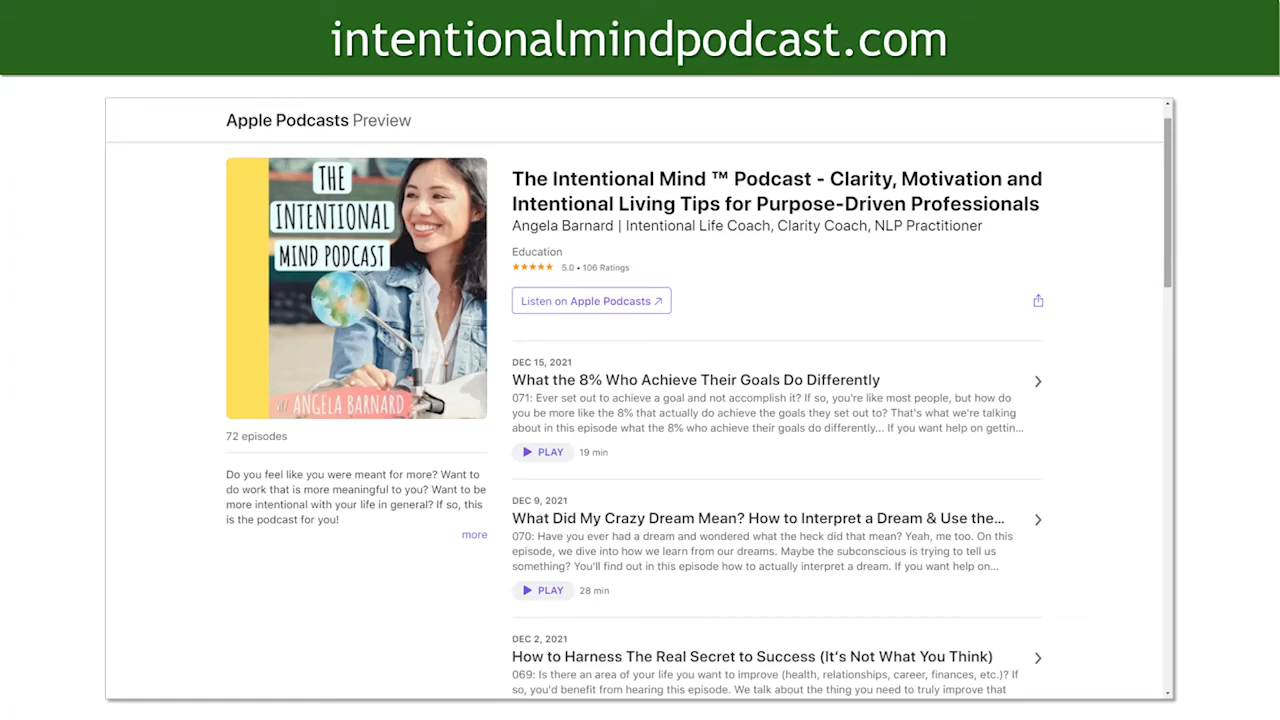 intentionalmindpodcast.com
Apple Podcasts Preview
THE
INTENTIONAL
MIND PODCAST
W/ ANGELA BARNARD
72 episodes
Do you feel like you were meant for more? Want to
do work that is more meaningful to you? Want to be
more intentional with your life in general? If so, this
is the podcast for you!
more
The Intentional Mind ™ Podcast - Clarity, Motivation and
Intentional Living Tips for Purpose-Driven Professionals
Angela Barnard | Intentional Life Coach, Clarity Coach, NLP Practitioner
Education
★★★★★ 5.0 • 106 Ratings
Listen on Apple Podcasts ↗
DEC 15, 2021
What the 8% Who Achieve Their Goals Do Differently
071: Ever set out to achieve a goal and not accomplish it? If so, you're like most people, but how do
you be more like the 8% that actually do achieve the goals they set out to? That's what we're talking
about in this episode what the 8% who achieve their goals do differently... If you want help on gettin...
PLAY 19 min
DEC 9, 2021
What Did My Crazy Dream Mean? How to Interpret a Dream & Use the...
070: Have you ever had a dream and wondered what the heck did that mean? Yeah, me too. On this
episode, we dive into how we learn from our dreams. Maybe the subconscious is trying to tell us
something? You'll find out in this episode how to actually interpret a dream. If you want help on...
PLAY 28 min
DEC 2, 2021
How to Harness The Real Secret to Success (It's Not What You Think)
069: Is there an area of your life you want to improve (health, relationships, career, finances, etc.)? If
so, you'd benefit from hearing this episode. We talk about the thing you need to truly improve that